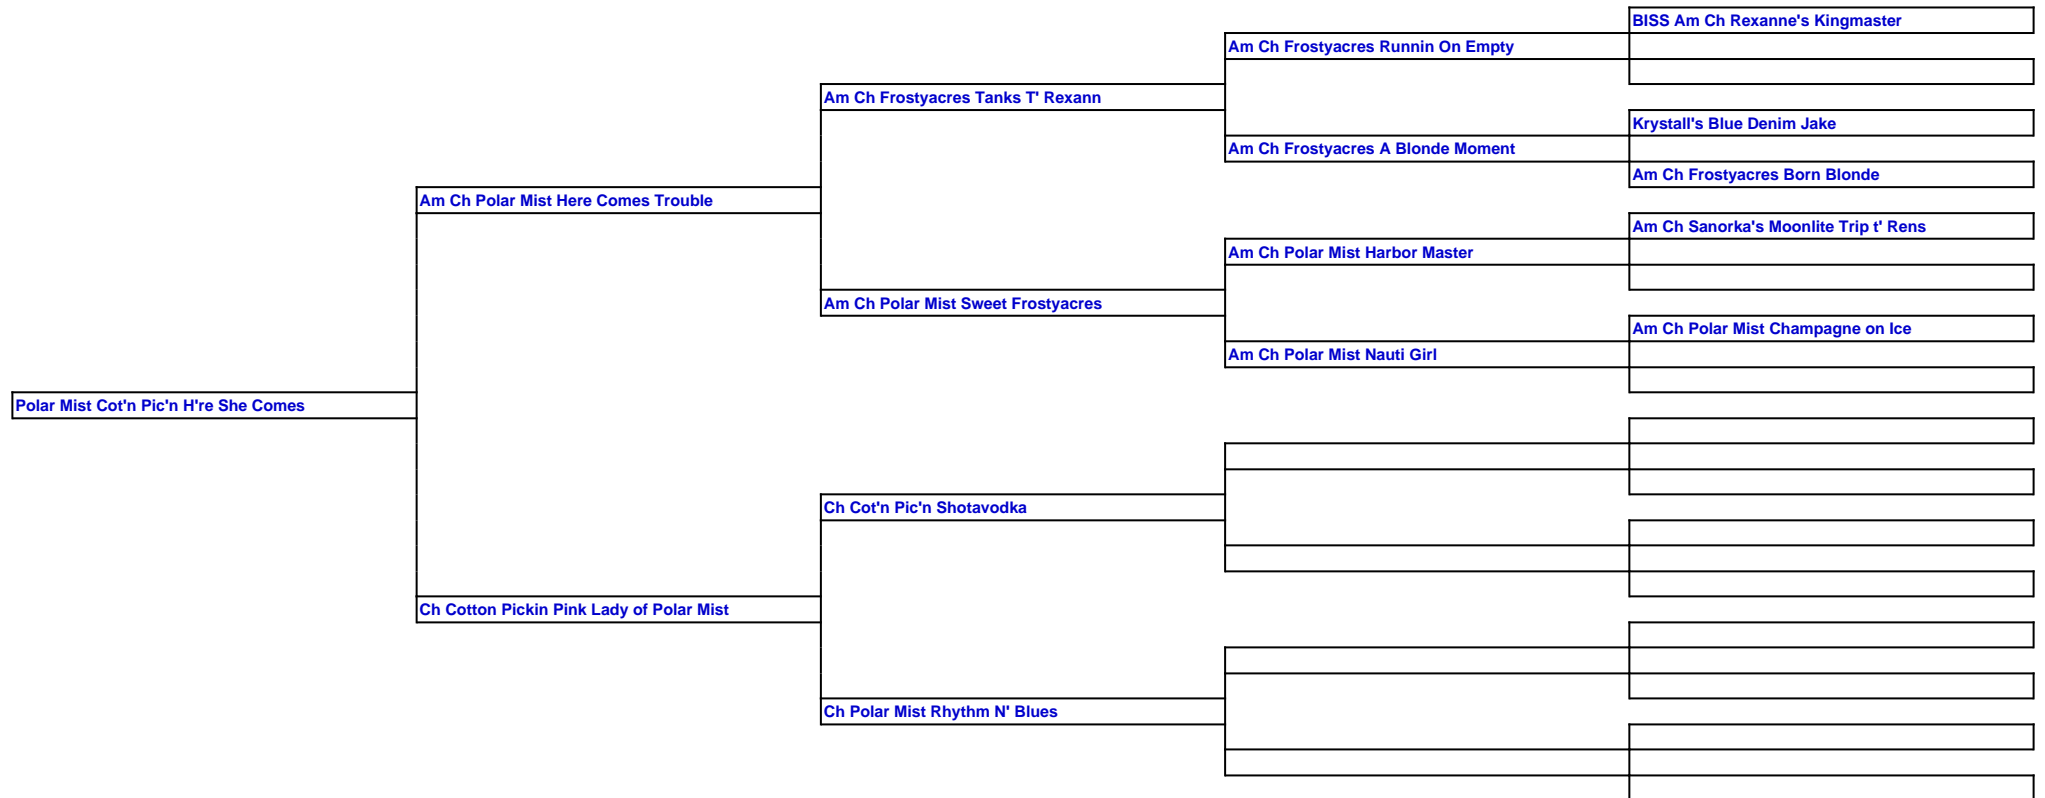 BISS Am Ch Rexanne's Kingmaster
Am Ch Frostyacres Runnin On Empty
Am Ch Frostyacres Tanks T' Rexann
Krystall's Blue Denim Jake
Am Ch Frostyacres A Blonde Moment
Am Ch Frostyacres Born Blonde
Am Ch Polar Mist Here Comes Trouble
Am Ch Sanorka's Moonlite Trip t' Rens
Am Ch Polar Mist Harbor Master
Am Ch Polar Mist Sweet Frostyacres
Am Ch Polar Mist Champagne on Ice
Am Ch Polar Mist Nauti Girl
Polar Mist Cot'n Pic'n H're She Comes
Ch Cot'n Pic'n Shotavodka
Ch Cotton Pickin Pink Lady of Polar Mist
Ch Polar Mist Rhythm N' Blues